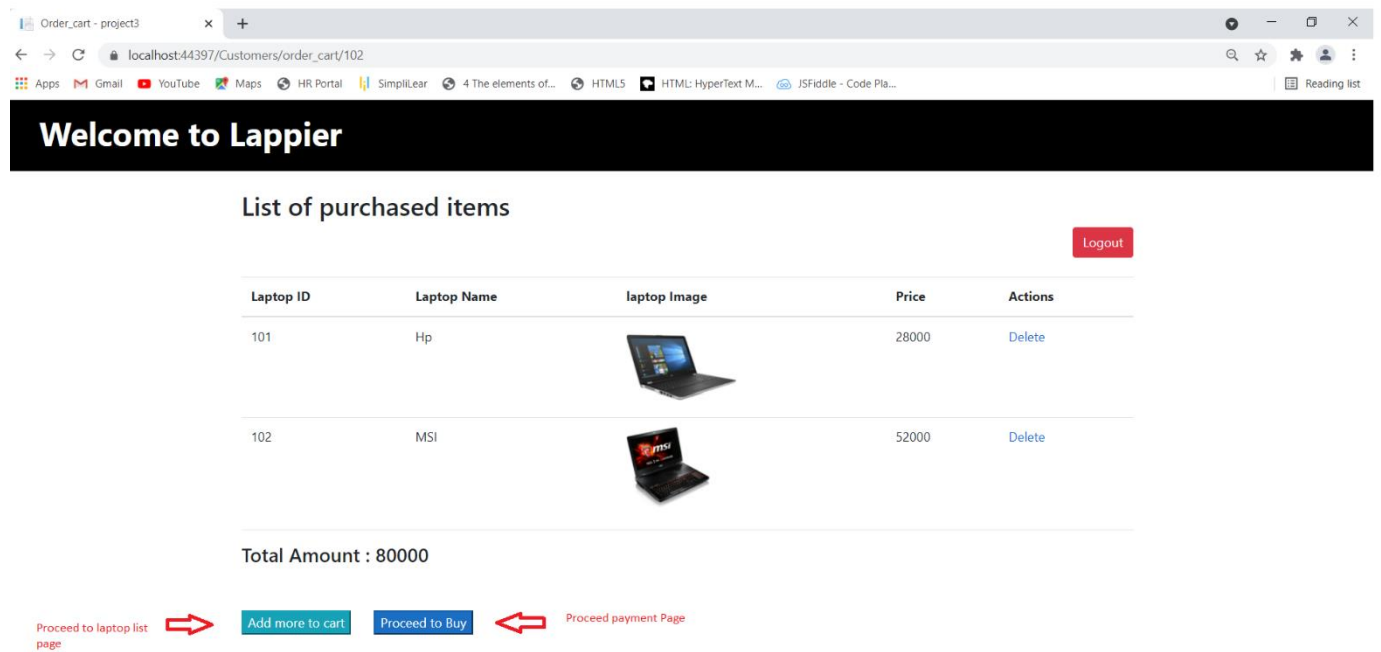 Order_cart - project3
localhost:44397/Customers/order_cart/102
Apps Gmail YouTube Maps HR Portal SimpliLear 4 The elements of... HTML5 HTML: HyperText M... JSFiddle - Code Pla... Reading list
Welcome to Lappier
List of purchased items
Logout
Laptop ID Laptop Name laptop Image Price Actions
101 Hp 28000 Delete
msi
102 MSI 52000 Delete
Total Amount : 80000
Add more to cart Proceed to Buy Proceed payment Page
Proceed to laptop list
page